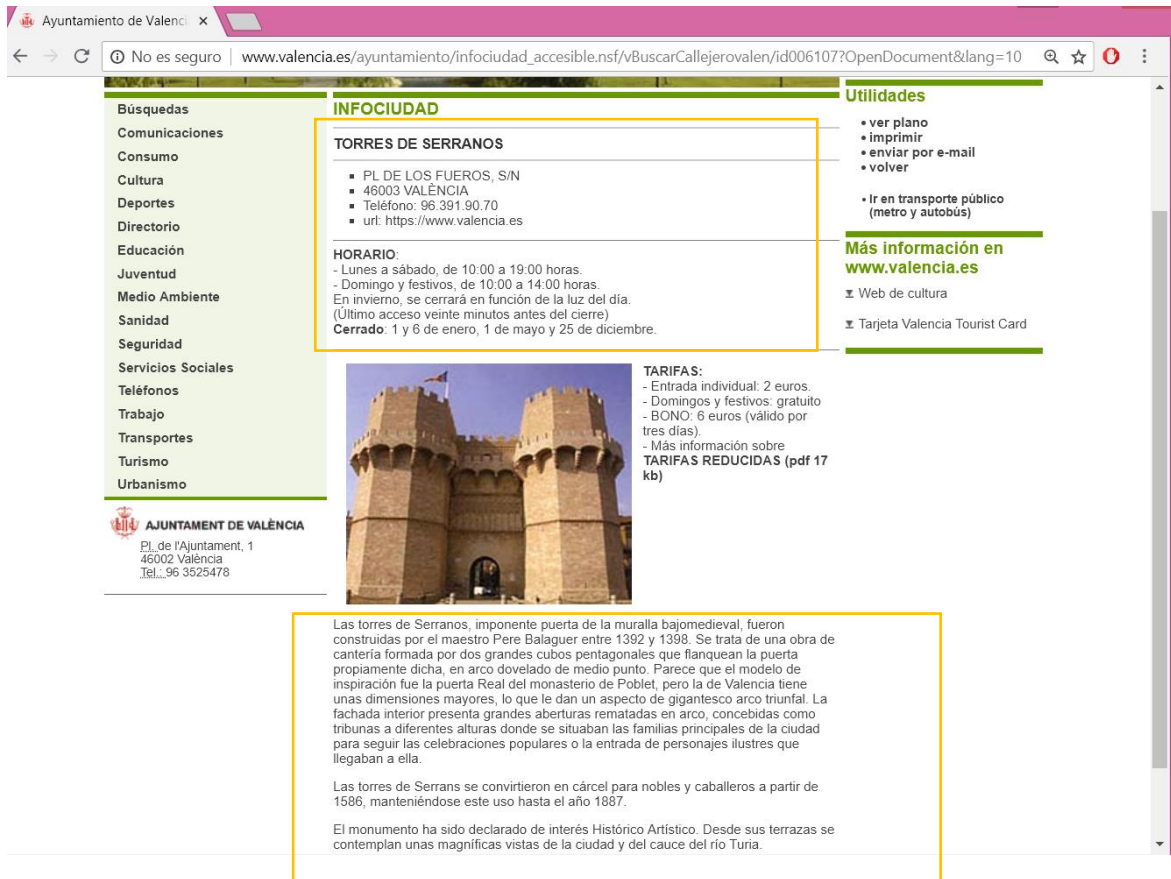 Ayuntamiento de Valenci
No es seguro | www.valencia.es/ayuntamiento/infociudad_accesible.nsf/vBuscarCallejerovalen/id006107?OpenDocument&lang=10
Búsquedas
Comunicaciones
Consumo
Cultura
Deportes
Directorio
Educación
Juventud
Medio Ambiente
Sanidad
Seguridad
Servicios Sociales
Teléfonos
Trabajo
Transportes
Turismo
Urbanismo
AJUNTAMENT DE VALÈNCIA
Pl. de l'Ajuntament, 1
46002 València
Tel.: 96 3525478
INFOCIUDAD
TORRES DE SERRANOS
PL DE LOS FUEROS, S/N
46003 VALÈNCIA
Teléfono: 96.391.90.70
url: https://www.valencia.es
HORARIO:
- Lunes a sábado, de 10:00 a 19:00 horas.
- Domingo y festivos, de 10:00 a 14:00 horas.
En invierno, se cerrará en función de la luz del día.
(Último acceso veinte minutos antes del cierre)
Cerrado: 1 y 6 de enero, 1 de mayo y 25 de diciembre.
TARIFAS:
- Entrada individual: 2 euros.
- Domingos y festivos: gratuito
- BONO: 6 euros (válido por
tres días).
- Más información sobre
TARIFAS REDUCIDAS (pdf 17
kb)
Las torres de Serranos, imponente puerta de la muralla bajomedieval, fueron
construidas por el maestro Pere Balaguer entre 1392 y 1398. Se trata de una obra de
cantería formada por dos grandes cubos pentagonales que flanquean la puerta
propiamente dicha, en arco dovelado de medio punto. Parece que el modelo de
inspiración fue la puerta Real del monasterio de Poblet, pero la de Valencia tiene
unas dimensiones mayores, lo que le dan un aspecto de gigantesco arco triunfal. La
fachada interior presenta grandes aberturas rematadas en arco, concebidas como
tribunas a diferentes alturas donde se situaban las familias principales de la ciudad
para seguir las celebraciones populares o la entrada de personajes ilustres que
llegaban a ella.
Las torres de Serrans se convirtieron en cárcel para nobles y caballeros a partir de
1586, manteniéndose este uso hasta el año 1887.
El monumento ha sido declarado de interés Histórico Artístico. Desde sus terrazas se
contemplan unas magníficas vistas de la ciudad y del cauce del río Turia.
Utilidades
ver plano
imprimir
enviar por e-mail
volver
Ir en transporte público
(metro y autobús)
Más información en
www.valencia.es
Web de cultura
Tarjeta Valencia Tourist Card